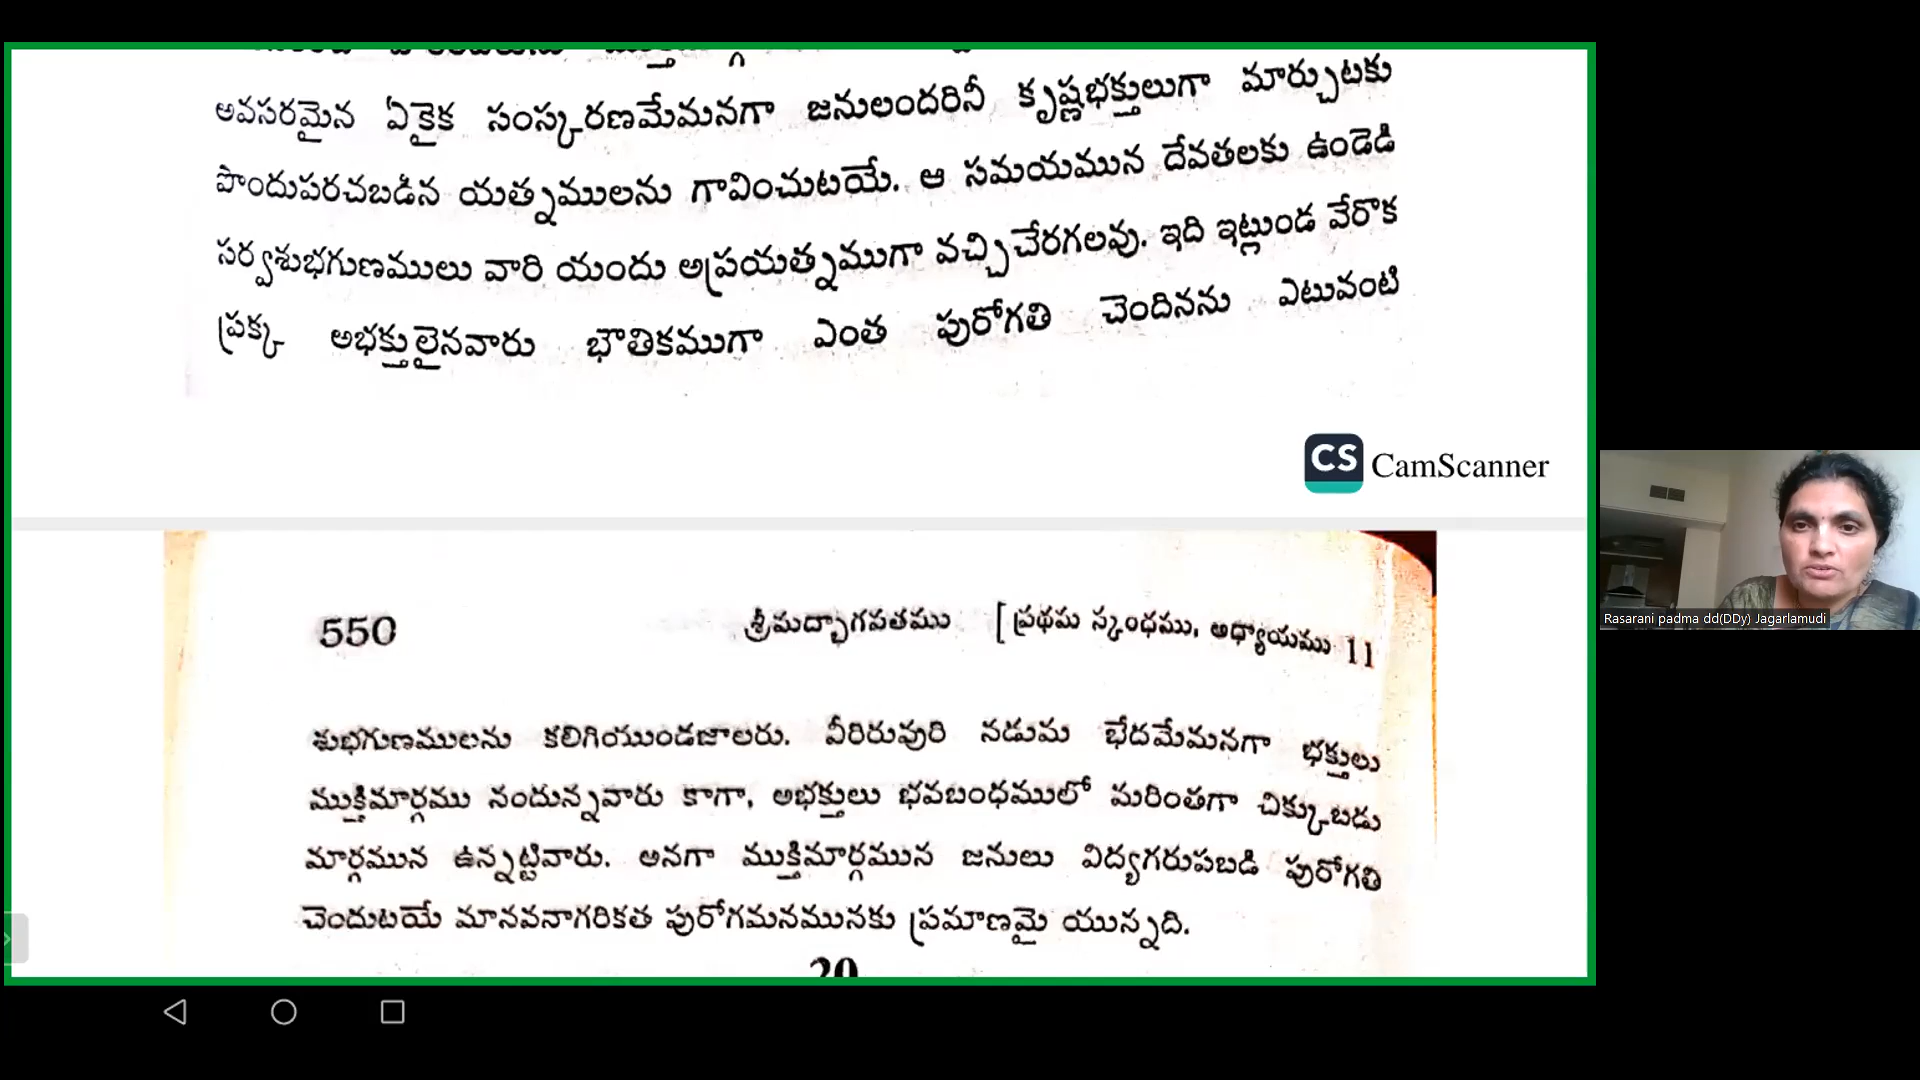 అవసరమైన ఏకైక సంస్కరణమేమనగా జనులందరినీ కృష్ణభక్తులుగా మార్చుటకు
పొందుపరచబడిన యత్నములను గావించుటయే. ఆ సమయమున దేవతలకు ఉండెడి
సర్వశుభగుణములు వారి యందు అప్రయత్నముగా వచ్చిచేరగలవు. ఇది ఇట్లుండ వేరొక
ప్రక్క అభక్తులైనవారు భౌతికముగా ఎంత పురోగతి చెందినను ఎటువంటి
CS CamScanner
550 శ్రీమద్భాగవతము [ ప్రథమ స్కంధము, అధ్యాయము 11
శుభగుణములను కలిగియుండజాలరు. వీరిరువురి నడుమ భేదమేమనగా భక్తులు
ముక్తిమార్గము నందున్నవారు కాగా, అభక్తులు భవబంధములో మరింతగా చిక్కుబడు
మార్గమున ఉన్నట్టివారు. అనగా ముక్తిమార్గమున జనులు విద్యగరుపబడి పురోగతి
చెందుటయే మానవనాగరికత పురోగమనమునకు ప్రమాణమై యున్నది.
20
Rasarani padma dd(DDy) Jagarlamudi